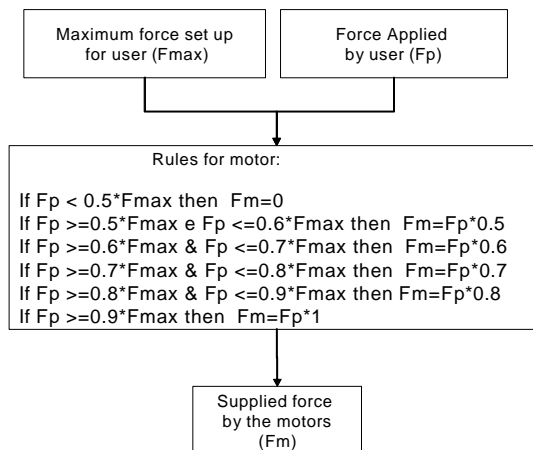 Maximum force set up
for user (Fmax)
Force Applied
by user (Fp)
Rules for motor:
If Fp < 0.5*Fmax then Fm=0
If Fp >=0.5*Fmax e Fp <=0.6*Fmax then Fm=Fp*0.5
If Fp >=0.6*Fmax & Fp <=0.7*Fmax then Fm=Fp*0.6
If Fp >=0.7*Fmax & Fp <=0.8*Fmax then Fm=Fp*0.7
If Fp >=0.8*Fmax & Fp <=0.9*Fmax then Fm=Fp*0.8
If Fp >=0.9*Fmax then Fm=Fp*1
Supplied force
by the motors
(Fm)